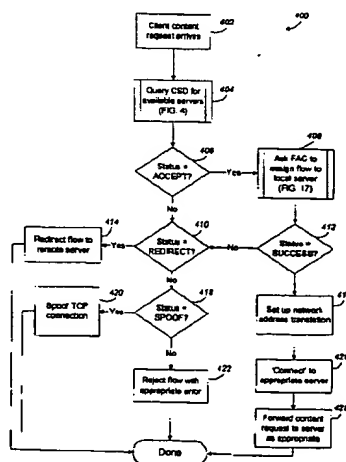 402
Client content
request arrives
400
Query CSD for
available servers
(FIG. 4)
404
406
408
Status =
ACCEPT?
Yes
Ask FAC to
assign flow to
local server
(FIG. 17)
No
414
410
412
Redirect flow to
remote server
Yes
Status =
REDIRECT?
No
Status =
SUCCESS?
420
No
418
Yes
Spoof TCP
connection
Yes
Status =
SPOOF?
Set up network
address translation
No
422
Reject flow with
appropriate error
'Connect' to
appropriate server
Forward content
request to server
as appropriate
Done